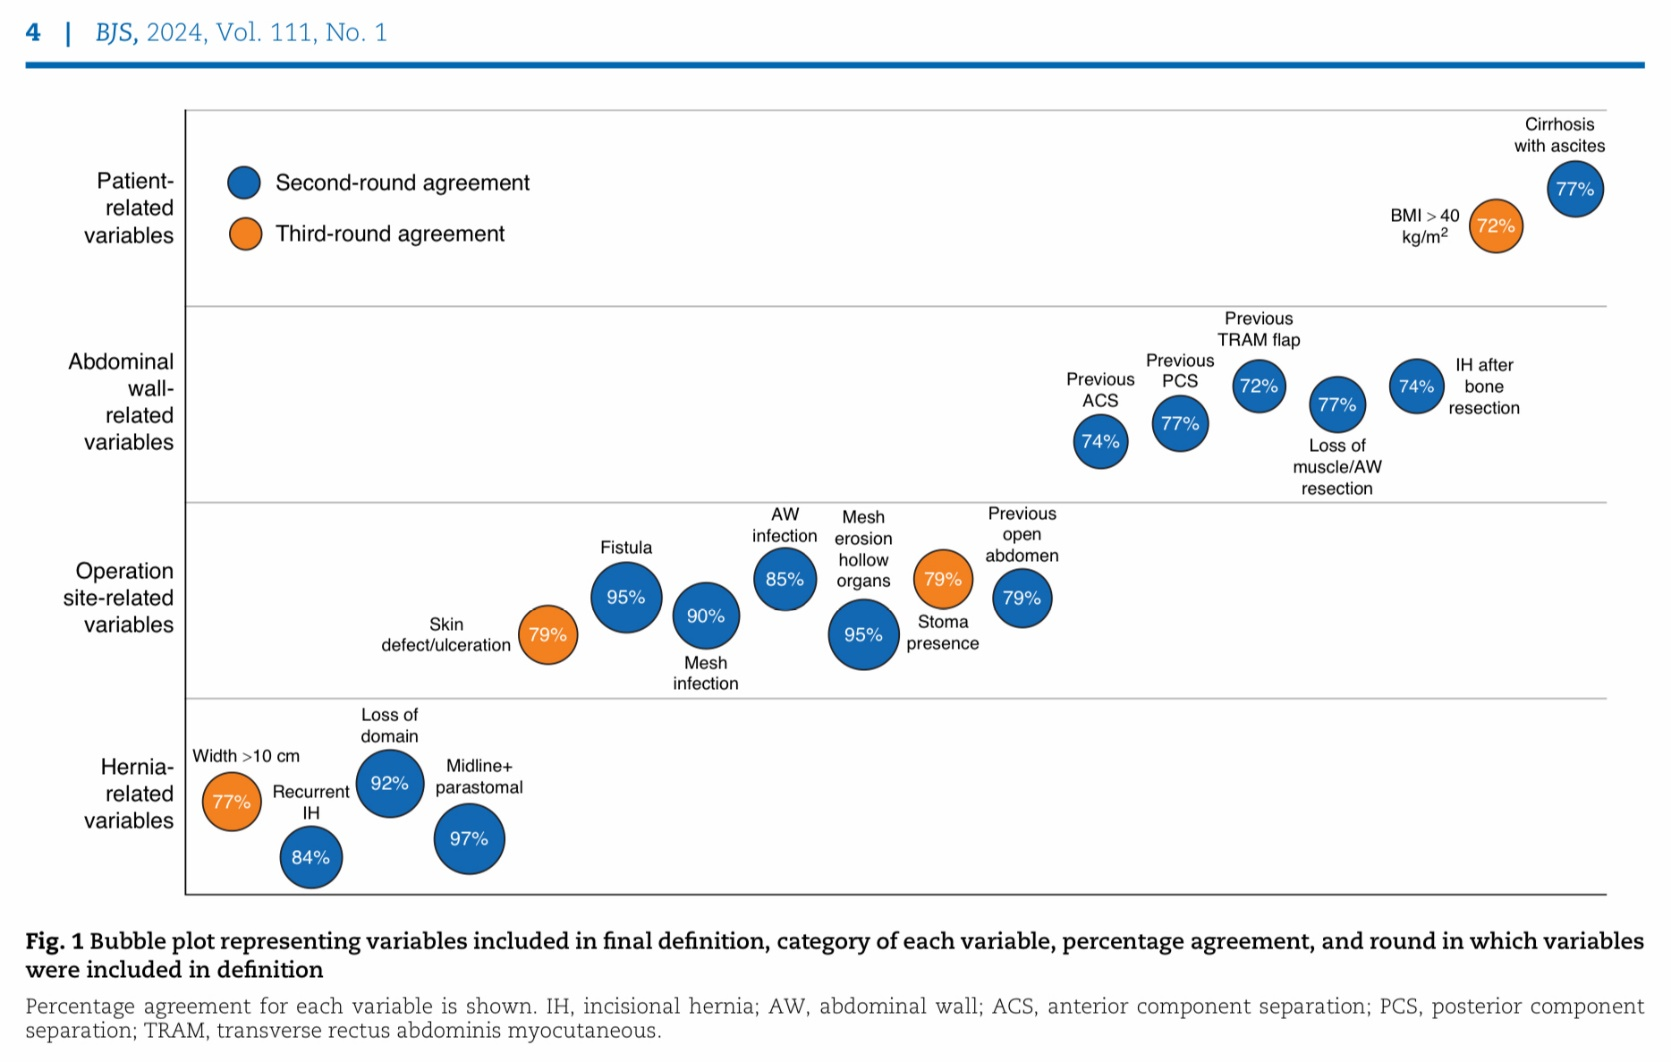 4 | BJS, 2024, Vol. 111, No. 1
Patient-
related
variables
Second-round agreement
Third-round agreement
BMI > 40
kg/m²
72%
Cirrhosis
with ascites
77%
Abdominal
wall-
related
variables
Previous
ACS
74%
Previous
PCS
77%
Previous
TRAM flap
72%
77%
Loss of
muscle/AW
resection
74%
IH after
bone
resection
Operation
site-related
variables
Skin
defect/ulceration
79%
Fistula
95%
90%
Mesh
infection
AW
infection
85%
Mesh
erosion
hollow
organs
95%
79%
Stoma
presence
Previous
open
abdomen
79%
Hernia-
related
variables
Width >10 cm
77%
Recurrent
IH
84%
Loss of
domain
92%
Midline+
parastomal
97%
Fig. 1 Bubble plot representing variables included in final definition, category of each variable, percentage agreement, and round in which variables
were included in definition
Percentage agreement for each variable is shown. IH, incisional hernia; AW, abdominal wall; ACS, anterior component separation; PCS, posterior component
separation; TRAM, transverse rectus abdominis myocutaneous.